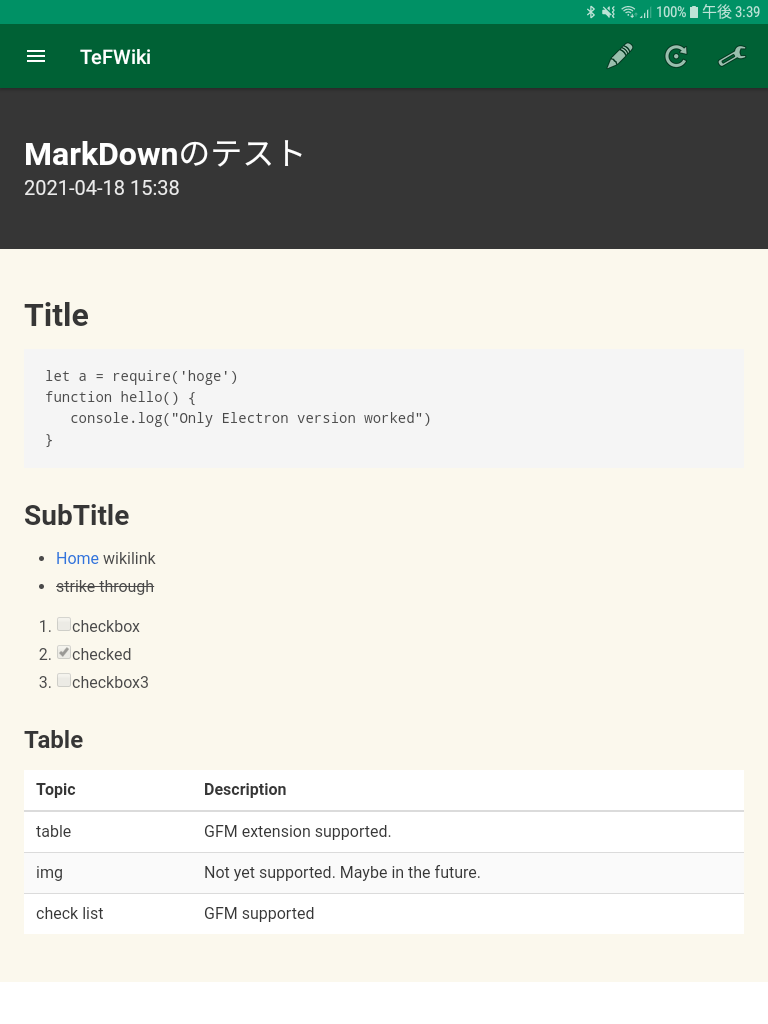 100% 午後 3:39
TeFWiki
MarkDownのテスト
2021-04-18 15:38
Title
let a = require('hoge')
function hello() {
   console.log("Only Electron version worked")
}
SubTitle
• Home wikilink
• strike through
1. checkbox
2. checked
3. checkbox3
Table
Topic Description
table GFM extension supported.
img Not yet supported. Maybe in the future.
check list GFM supported